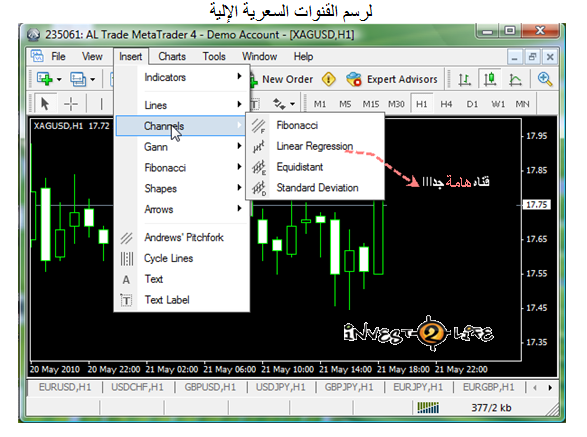 لرسم القنوات السعرية الإلية
235061: AL Trade MetaTrader 4 - Demo Account - [XAGUSD,H1]
File View Insert Charts Tools Window Help
New Order Expert Advisors
M1 M5 M15 M30 H1 H4 D1 W1 MN
XAGUSD,H1 17.72
Indicators
Lines
Channels
Gann
Fibonacci
Shapes
Arrows
Andrews' Pitchfork
Cycle Lines
Text
Text Label
Fibonacci
Linear Regression
Equidistant
Standard Deviation
قناه هامة جدااا
17.95
17.85
17.75
17.65
17.55
17.45
17.35
INVEST-2-LIFE
20 May 2010 20 May 22:00 21 May 02:00 21 May 06:00 21 May 10:00 21 May 14:00 21 May 18:00 21 May 22:00
EURUSD,H1 USDCHF,H1 GBPUSD,H1 USDJPY,H1 GBPJPY,H1 EURJPY,H1 EURGBP,H1
377/2 kb